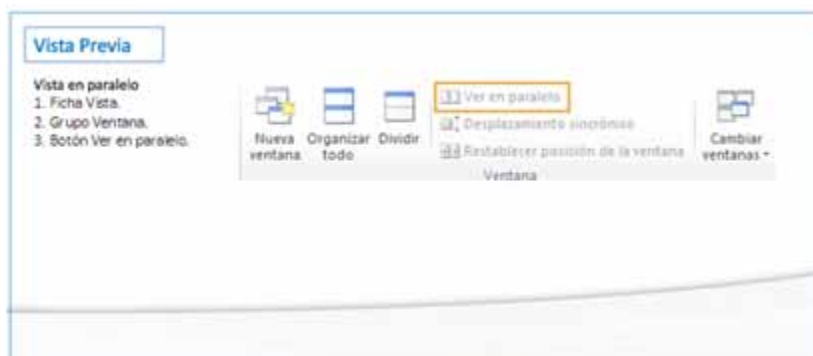 Vista Previa
Vista en paralelo
1. Ficha Vista.
2. Grupo Ventana.
3. Botón Ver en paralelo.
Nueva ventana
Organizar todo
Dividir
Ver en paralelo
Desplazamiento sincrónico
Restablecer posición de la ventana
Cambiar ventanas
Ventana